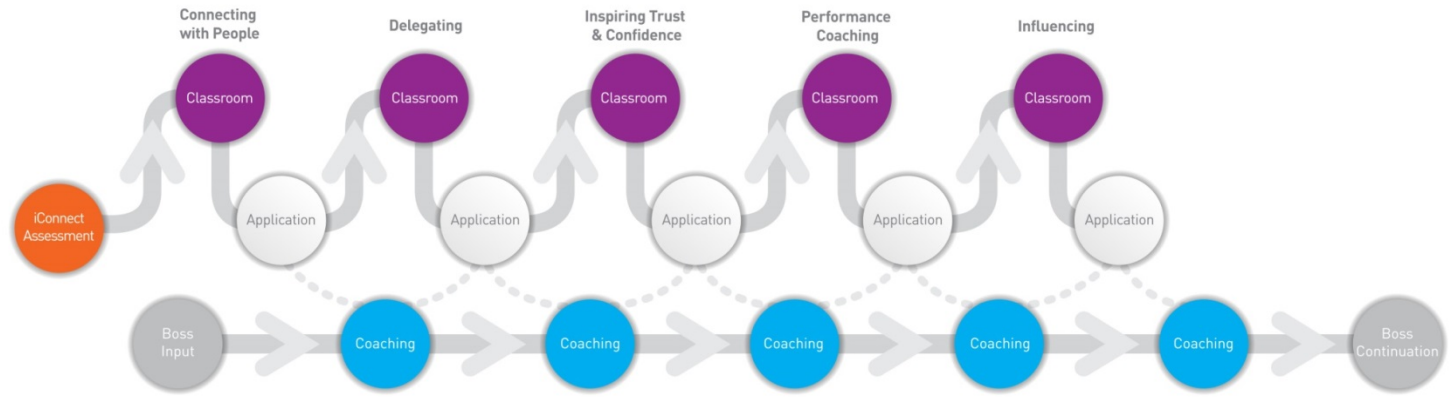 Connecting
with People
Delegating
Inspiring Trust
& Confidence
Performance
Coaching
Influencing
Classroom
Classroom
Classroom
Classroom
Classroom
iConnect
Assessment
Application
Application
Application
Application
Application
Boss
Input
Coaching
Coaching
Coaching
Coaching
Coaching
Boss
Continuation